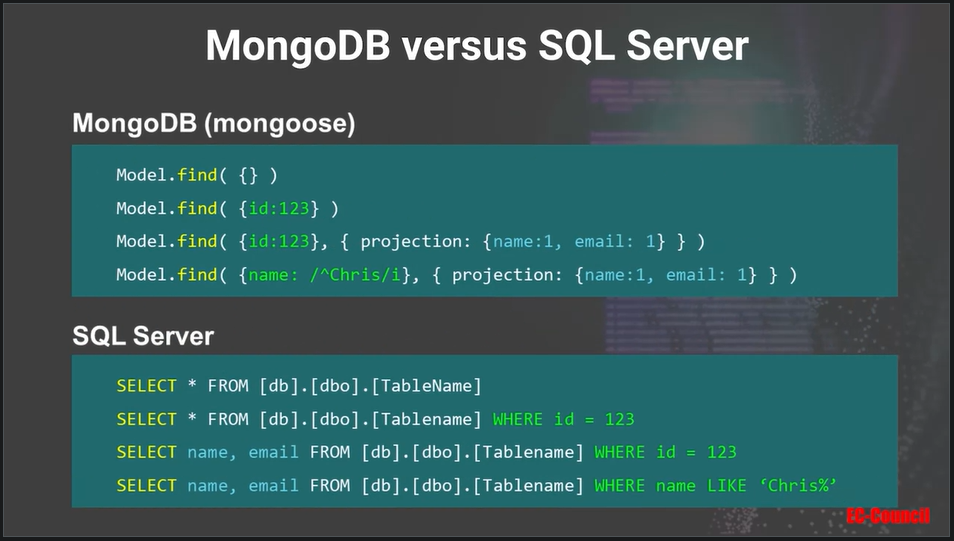 MongoDB versus SQL Server
MongoDB (mongoose)
Model.find( {} )
Model.find( {id:123} )
Model.find( {id:123}, { projection: {name:1, email: 1} } )
Model.find( {name: /^Chris/i}, { projection: {name:1, email: 1} } )
SQL Server
SELECT * FROM [db].[dbo].[TableName]
SELECT * FROM [db].[dbo].[Tablename] WHERE id = 123
SELECT name, email FROM [db].[dbo].[Tablename] WHERE id = 123
SELECT name, email FROM [db].[dbo].[Tablename] WHERE name LIKE ‘Chris%’
EC-Council